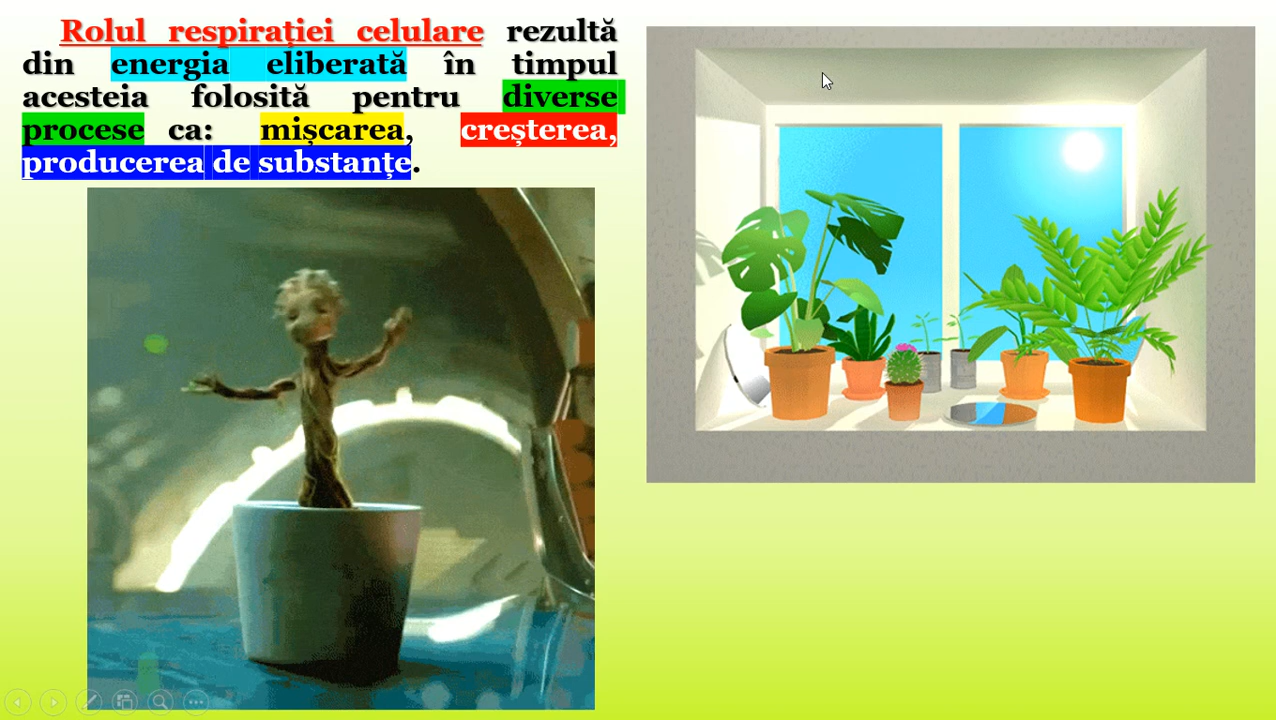 Rolul respirației celulare rezultă
din energia eliberată în timpul
acesteia folosită pentru diverse
procese ca: mișcarea, creșterea,
producerea de substanțe.